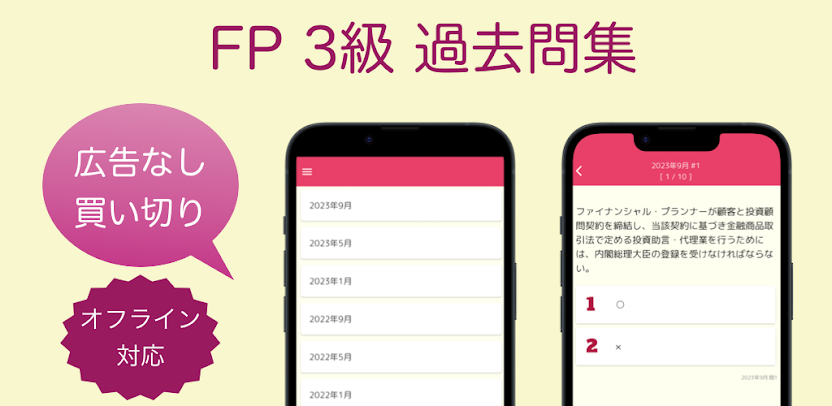 FP 3級 過去問集
広告なし
買い切り
オフライン
対応
2023年9月
2023年5月
2023年1月
2022年9月
2022年5月
2022年1月
2023年9月 #1
[ 1 / 10 ]
ファイナンシャル・プランナーが顧客と投資顧
問契約を締結し、当該契約に基づき金融商品取
引法で定める投資助言・代理業を行うために
は、内閣総理大臣の登録を受けなければならな
い。
1 ○
2 ×